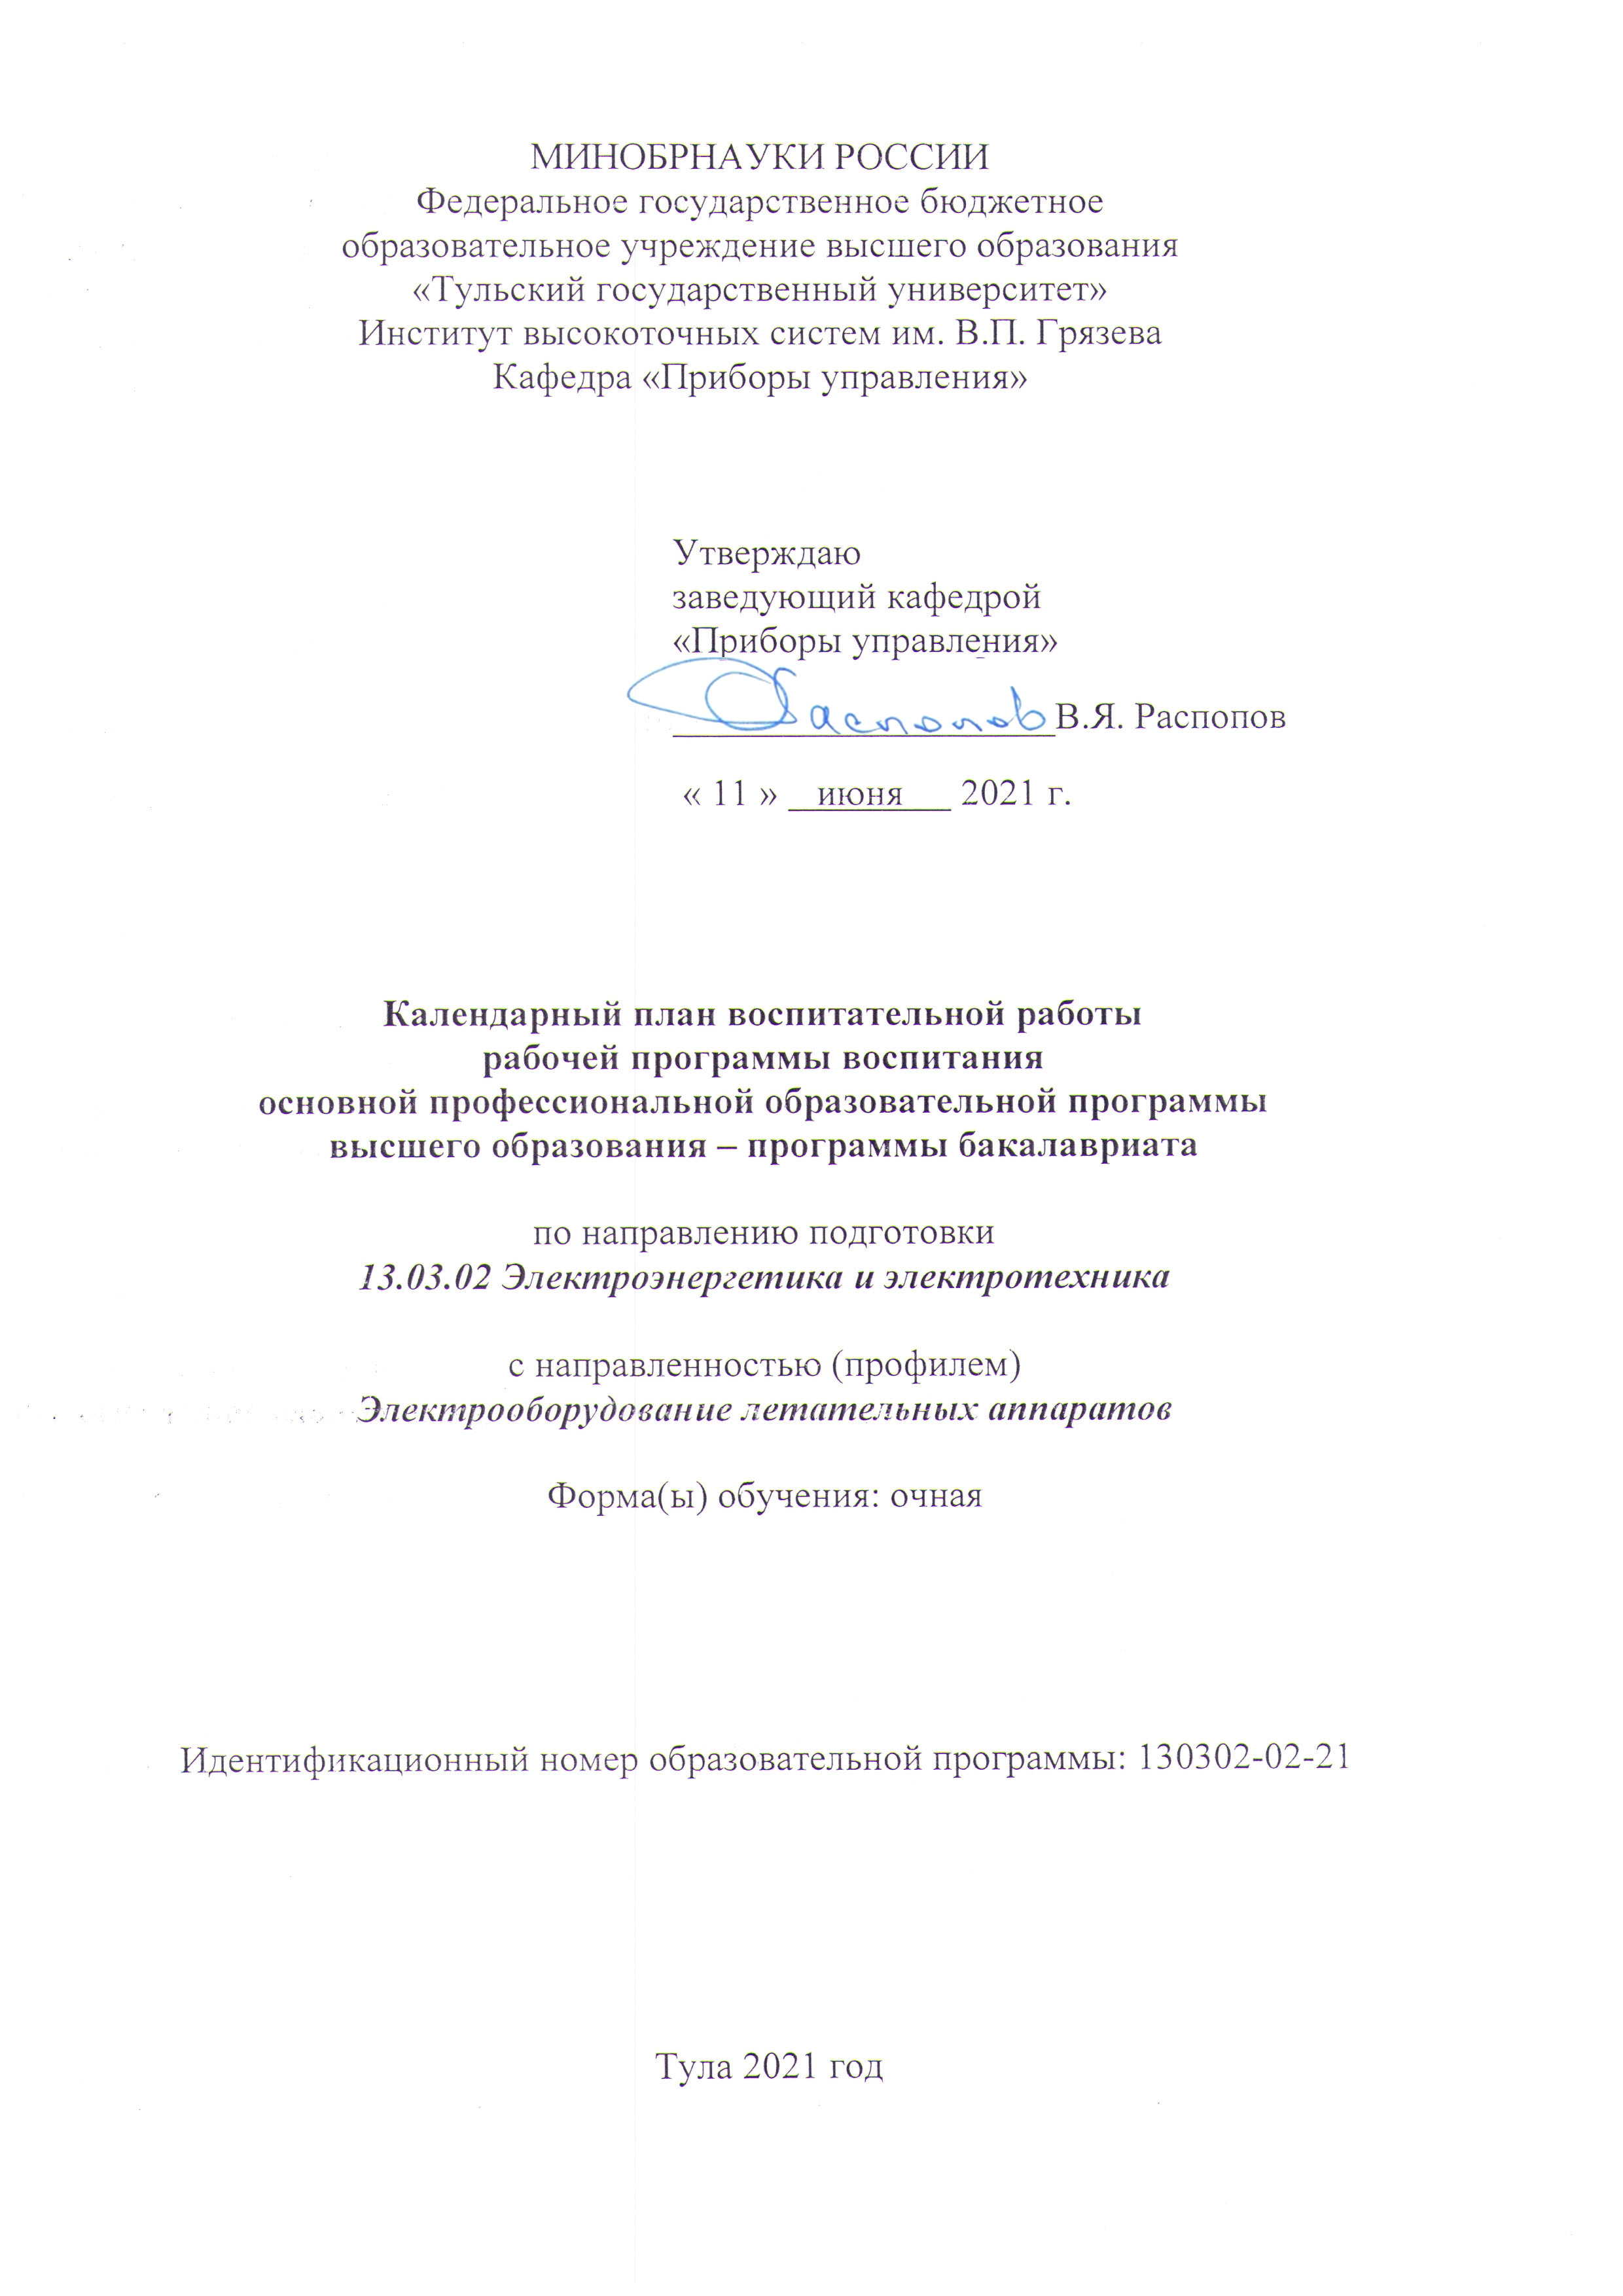 МИНОБРНАУКИ РОССИИ
Федеральное государственное бюджетное
образовательное учреждение высшего образования
«Тульский государственный университет»
Институт высокоточных систем им. В.П. Грязева
Кафедра «Приборы управления»
Утверждаю
заведующий кафедрой
«Приборы управления»
Распопов В.Я. Распопов
« 11 » июня 2021 г.
Календарный план воспитательной работы
рабочей программы воспитания
основной профессиональной образовательной программы
высшего образования – программы бакалавриата
по направлению подготовки
13.03.02 Электроэнергетика и электротехника
с направленностью (профилем)
Электрооборудование летательных аппаратов
Форма(ы) обучения: очная
Идентификационный номер образовательной программы: 130302-02-21
Тула 2021 год